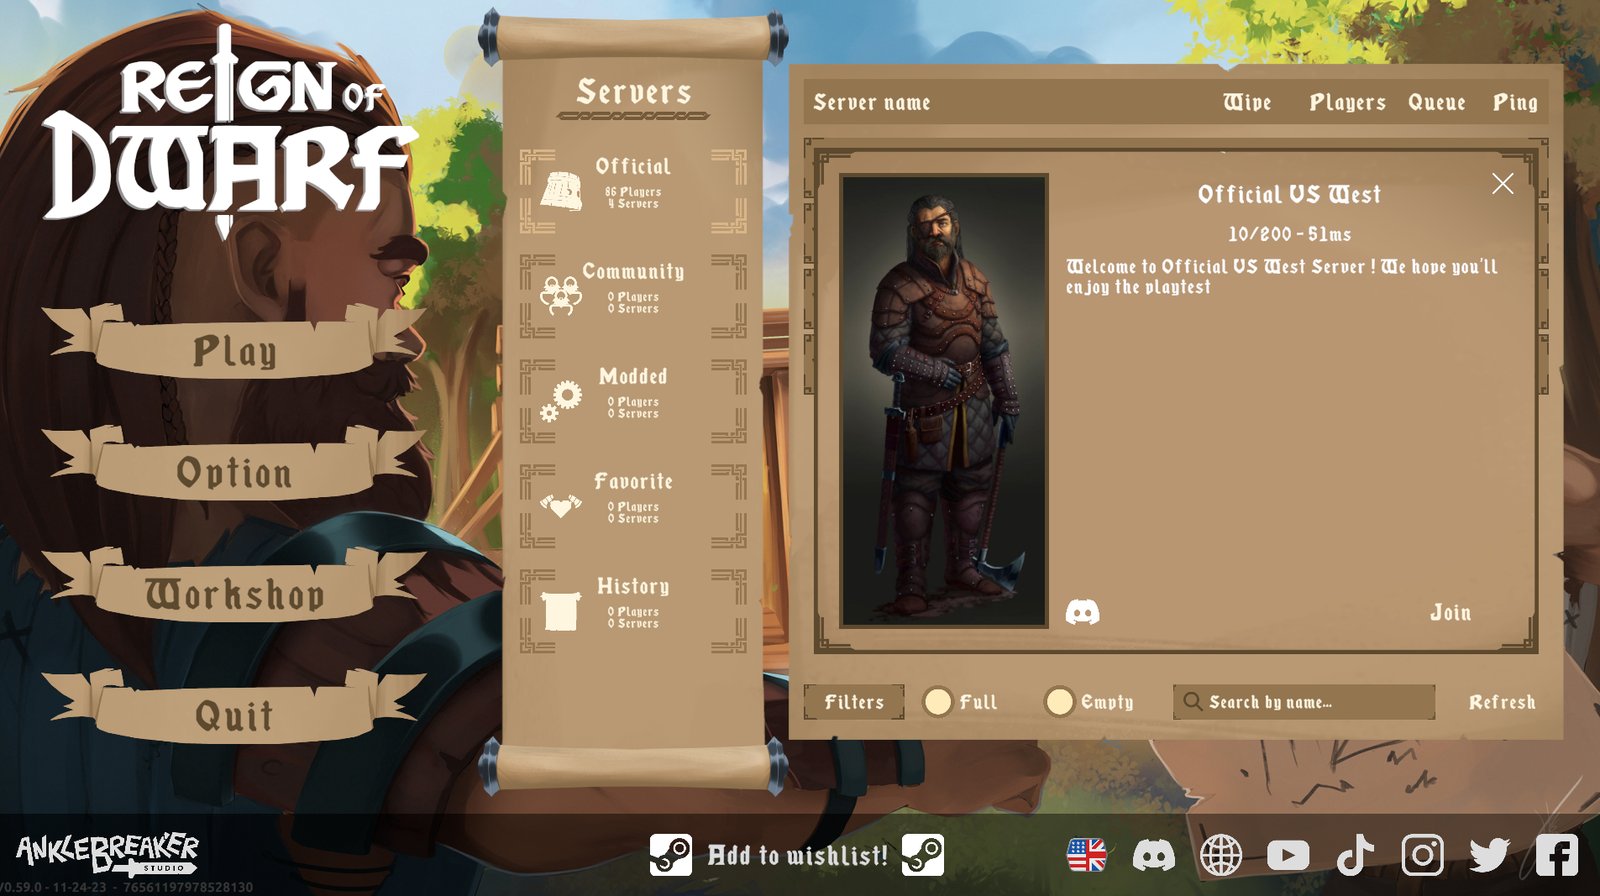 REIGN OF
DWARF
Play
Option
Workshop
Quit
Servers
Official
86 Players
4 Servers
Community
0 Players
0 Servers
Modded
0 Players
0 Servers
Favorite
0 Players
0 Servers
History
0 Players
0 Servers
Server name Wipe Players Queue Ping
Official US West
10/200 - 51ms
Welcome to Official US West Server ! We hope you'll
enjoy the playtest
Join
Filters Full Empty Search by name... Refresh
ANKLEBREAKER
STUDIO
Add to wishlist!
V0.59.0 - 11-24-23 - 76561197978528130